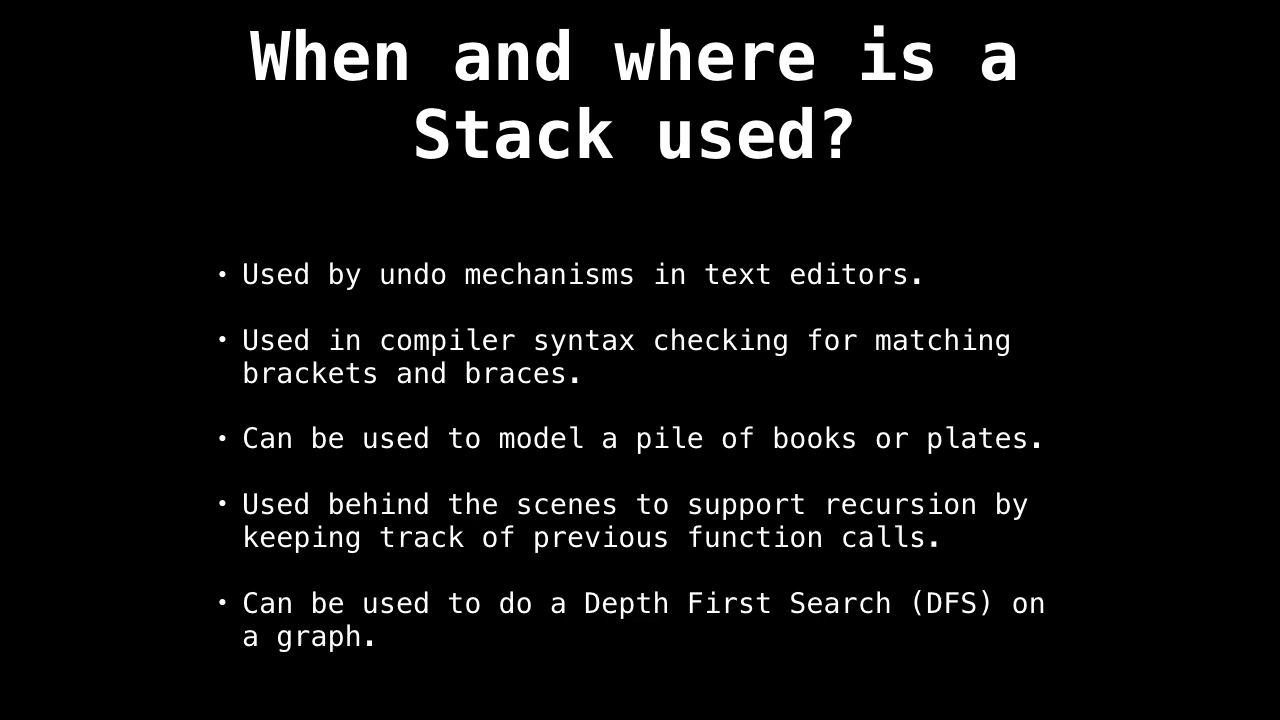 When and where is a
Stack used?
• Used by undo mechanisms in text editors.
• Used in compiler syntax checking for matching
brackets and braces.
• Can be used to model a pile of books or plates.
• Used behind the scenes to support recursion by
keeping track of previous function calls.
• Can be used to do a Depth First Search (DFS) on
a graph.